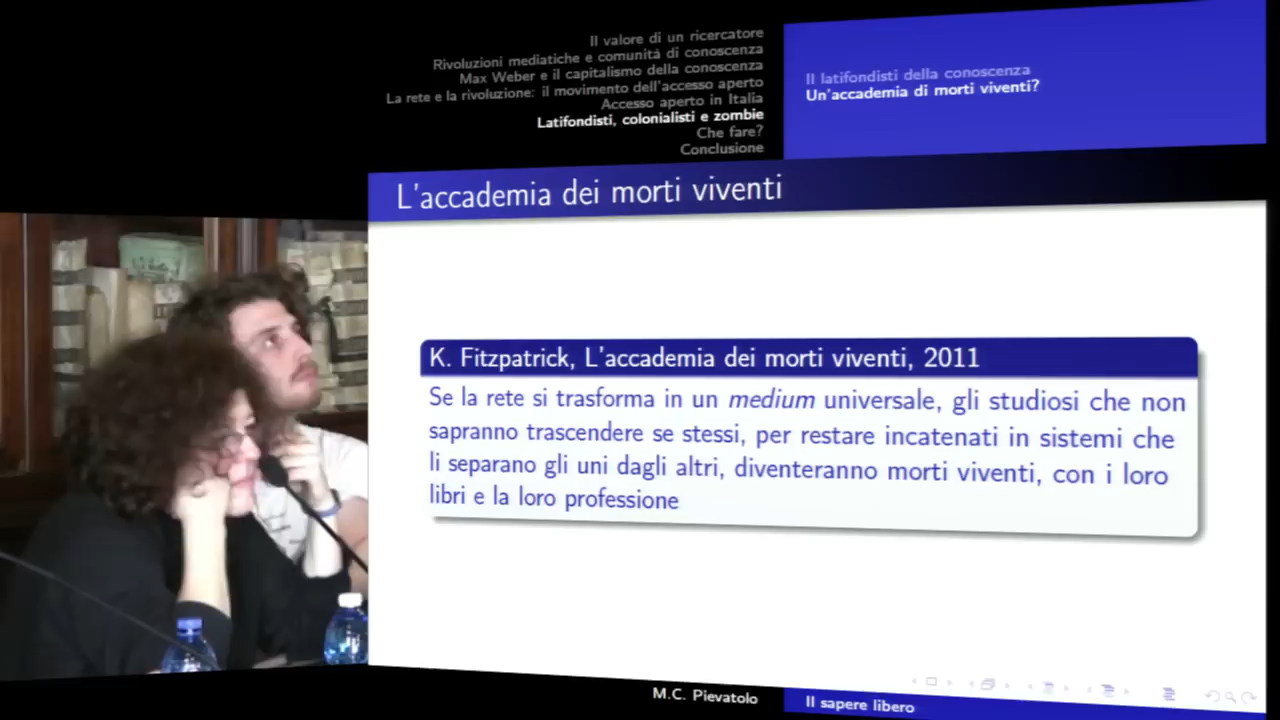 Il valore di un ricercatore
Rivoluzioni mediatiche e comunità di conoscenza
Max Weber e il capitalismo della conoscenza
La rete e la rivoluzione: il movimento dell'accesso aperto
Accesso aperto in Italia
Latifondisti, colonialisti e zombie
Che fare?
Conclusione
Il latifondisti della conoscenza
Un'accademia di morti viventi?
L'accademia dei morti viventi
K. Fitzpatrick, L'accademia dei morti viventi, 2011
Se la rete si trasforma in un medium universale, gli studiosi che non
sapranno trascendere se stessi, per restare incatenati in sistemi che
li separano gli uni dagli altri, diventeranno morti viventi, con i loro
libri e la loro professione
M.C. Pievatolo
Il sapere libero